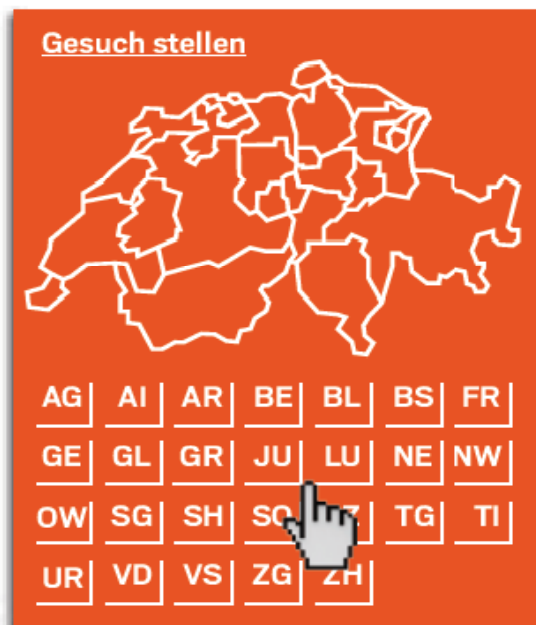 Gesuch stellen
AG AI AR BE BL BS FR
GE GL GR JU LU NE NW
OW SG SH SO TG TI
UR VD VS ZG ZH